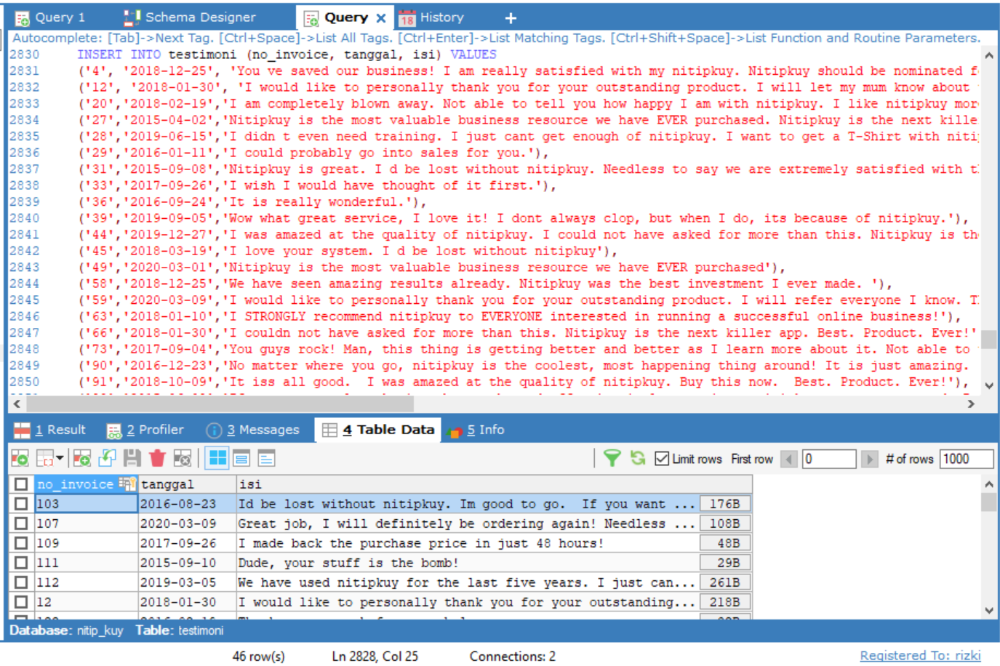 Query 1 Schema Designer Query History +
18
Autocomplete: [Tab]->Next Tag. [Ctrl+Space]->List All Tags. [Ctrl+Enter]->List Matching Tags. [Ctrl+Shift+Space]->List Function and Routine Parameters.
2830 INSERT INTO testimoni (no_invoice, tanggal, isi) VALUES
2831 ('4', '2018-12-25', 'You ve saved our business! I am really satisfied with my nitipkuy. Nitipkuy should be nominated f
2832 ('12', '2018-01-30', 'I would like to personally thank you for your outstanding product. I will let my mum know about
2833 ('20','2018-02-19','I am completely blown away. Not able to tell you how happy I am with nitipkuy. I like nitipkuy mor
2834 ('27','2015-04-02','Nitipkuy is the most valuable business resource we have EVER purchased. Nitipkuy is the next kille
2835 ('28','2019-06-15','I didn t even need training. I just cant get enough of nitipkuy. I want to get a T-Shirt with niti
2836 ('29','2016-01-11','I could probably go into sales for you.'),
2837 ('31','2015-09-08','Nitipkuy is great. I d be lost without nitipkuy. Needless to say we are extremely satisfied with t
2838 ('33','2017-09-26','I wish I would have thought of it first.'),
2839 ('36','2016-09-24','It is really wonderful.'),
2840 ('39','2019-09-05','Wow what great service, I love it! I dont always clop, but when I do, its because of nitipkuy.'),
2841 ('44','2019-12-27','I was amazed at the quality of nitipkuy. I could not have asked for more than this. Nitipkuy is th
2842 ('45','2018-03-19','I love your system. I d be lost without nitipkuy'),
2843 ('49','2020-03-01','Nitipkuy is the most valuable business resource we have EVER purchased'),
2844 ('58','2018-12-25','We have seen amazing results already. Nitipkuy was the best investment I ever made. '),
2845 ('59','2020-03-09','I would like to personally thank you for your outstanding product. I will refer everyone I know. T
2846 ('63','2018-01-10','I STRONGLY recommend nitipkuy to EVERYONE interested in running a successful online business!'),
2847 ('66','2018-01-30','I couldn not have asked for more than this. Nitipkuy is the next killer app. Best. Product. Ever!'
2848 ('73','2017-09-04','You guys rock! Man, this thing is getting better and better as I learn more about it. Not able to
2849 ('90','2016-12-23','No matter where you go, nitipkuy is the coolest, most happening thing around! It is just amazing.
2850 ('91','2018-10-09','It iss all good.  I was amazed at the quality of nitipkuy. Buy this now.  Best. Product. Ever!'),
1 Result 2 Profiler 3 Messages 4 Table Data 5 Info
Limit rows First row 0 # of rows 1000
no_invoice tanggal isi
103 2016-08-23 Id be lost without nitipkuy. Im good to go.  If you want ... 176B
107 2020-03-09 Great job, I will definitely be ordering again! Needless ... 108B
109 2017-09-26 I made back the purchase price in just 48 hours! 48B
111 2015-09-10 Dude, your stuff is the bomb! 29B
112 2019-03-05 We have used nitipkuy for the last five years. I just can... 261B
12 2018-01-30 I would like to personally thank you for your outstanding... 218B
Database: nitip_kuy Table: testimoni
46 row(s) Ln 2828, Col 25 Connections: 2 Registered To: rizki